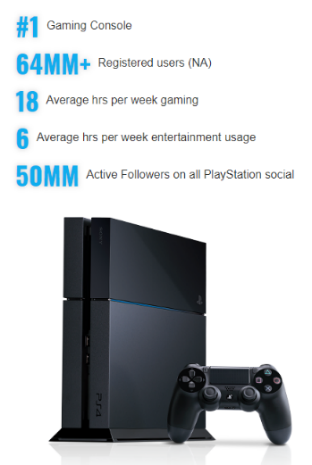 #1 Gaming Console
64MM+ Registered users (NA)
18 Average hrs per week gaming
6 Average hrs per week entertainment usage
50MM Active Followers on all PlayStation social
PS4